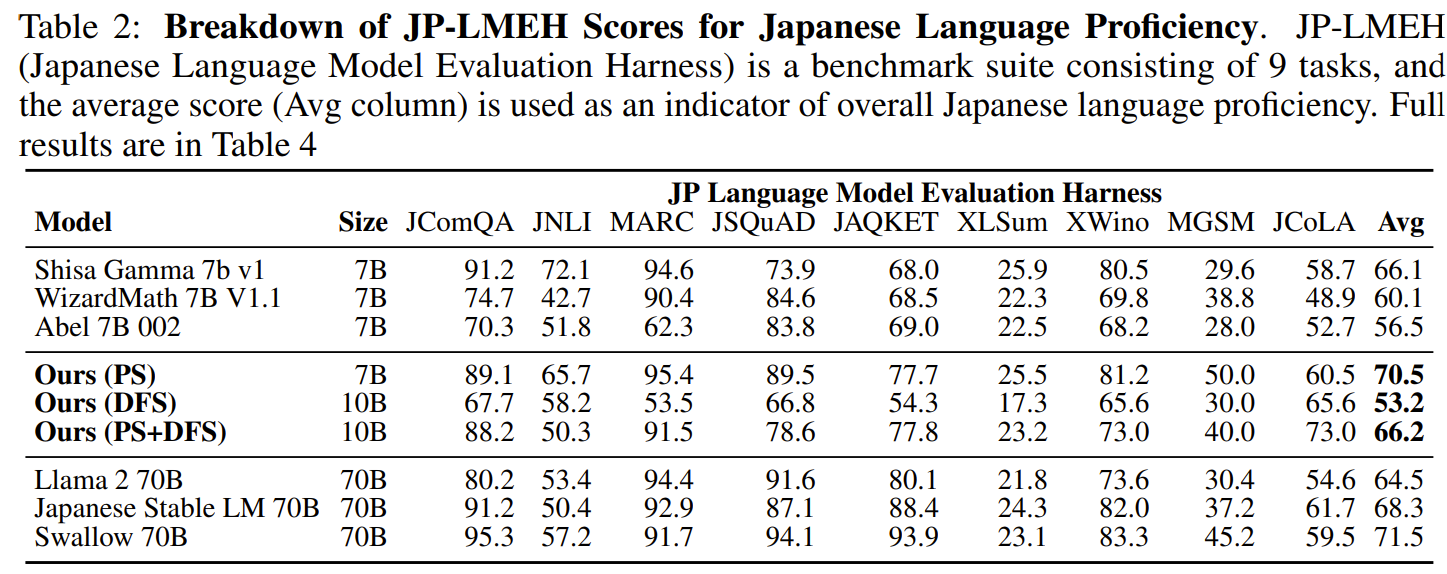 Table 2: Breakdown of JP-LMEH Scores for Japanese Language Proficiency. JP-LMEH
(Japanese Language Model Evaluation Harness) is a benchmark suite consisting of 9 tasks, and
the average score (Avg column) is used as an indicator of overall Japanese language proficiency. Full
results are in Table 4
JP Language Model Evaluation Harness
Model Size JComQA JNLI MARC JSQuAD JAQKET XLSum XWino MGSM JCoLA Avg
Shisa Gamma 7b v1 7B 91.2 72.1 94.6 73.9 68.0 25.9 80.5 29.6 58.7 66.1
WizardMath 7B V1.1 7B 74.7 42.7 90.4 84.6 68.5 22.3 69.8 38.8 48.9 60.1
Abel 7B 002 7B 70.3 51.8 62.3 83.8 69.0 22.5 68.2 28.0 52.7 56.5
Ours (PS) 7B 89.1 65.7 95.4 89.5 77.7 25.5 81.2 50.0 60.5 70.5
Ours (DFS) 10B 67.7 58.2 53.5 66.8 54.3 17.3 65.6 30.0 65.6 53.2
Ours (PS+DFS) 10B 88.2 50.3 91.5 78.6 77.8 23.2 73.0 40.0 73.0 66.2
Llama 2 70B 70B 80.2 53.4 94.4 91.6 80.1 21.8 73.6 30.4 54.6 64.5
Japanese Stable LM 70B 70B 91.2 50.4 92.9 87.1 88.4 24.3 82.0 37.2 61.7 68.3
Swallow 70B 70B 95.3 57.2 91.7 94.1 93.9 23.1 83.3 45.2 59.5 71.5